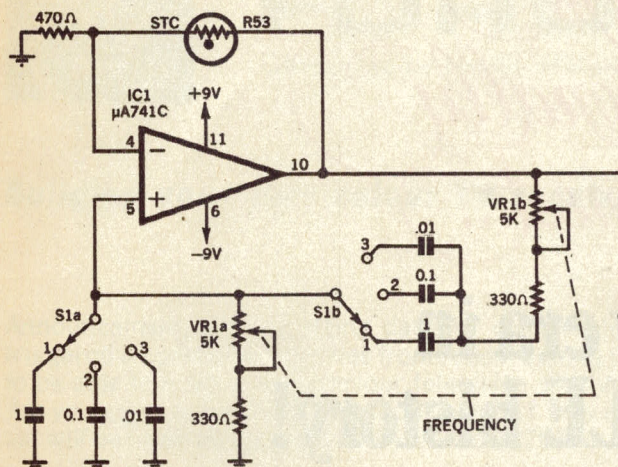 470Ω
STC
R53
IC1
µA741C
+9V
4
−
11
10
5
+
6
−9V
VR1b
5K
.01
3
0.1
2
.330Ω
S1b
1
1
S1a
1
3
2
VR1a
5K
1
0.1
.01
330Ω
FREQUENCY